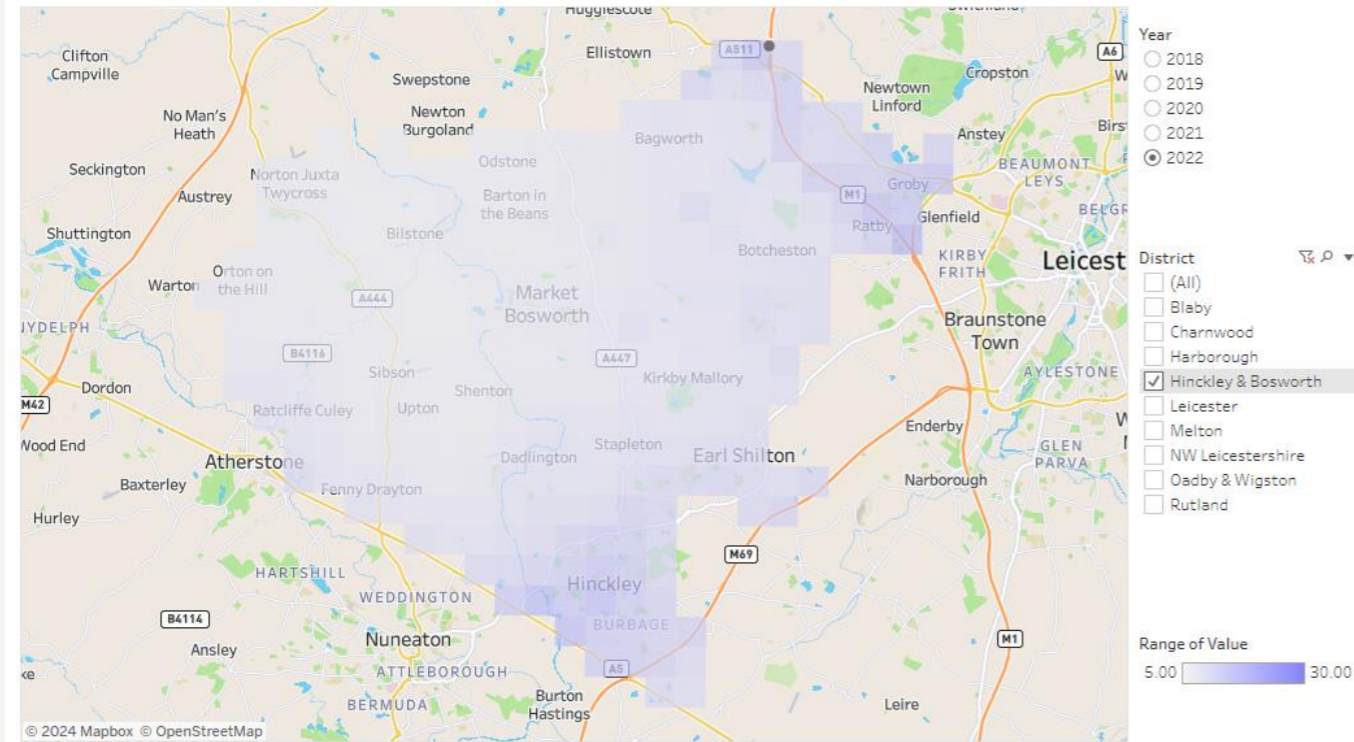 Hugglescote
Clifton
Campville
Ellistown
A511
A6
Swepstone
Cropston
Newtown
Linford
No Man's
Heath
Newton
Burgoland
Anstey
Birs
Bagworth
Seckington
Odstone
BEAUMONT
LEYS
Norton Juxta
Twycross
Austrey
Barton in
the Beans
M1
Groby
BELGR
Glenfield
Shuttington
Bilstone
Ratby
Botcheston
KIRBY
FRITH
Leicest
Orton on
the Hill
Warton
A444
Market
Bosworth
NYDELPH
Braunstone
Town
B4116
A447
Sibson
Kirkby Mallory
AYLESTONE
Dordon
Shenton
M42
Ratcliffe Culey
Upton
Enderby
Wood End
Stapleton
GLEN
PARVA
Atherstone
Dadlington
Earl Shilton
Baxterley
Fenny Drayton
Narborough
Hurley
M69
HARTSHILL
Hinckley
WEDDINGTON
B4114
BURBAGE
Nuneaton
M1
Ansley
ATTLEBOROUGH
A5
BERMUDA
Burton
Hastings
Leire
© 2024 Mapbox © OpenStreetMap
Year
2018
2019
2020
2021
2022
District
(All)
Blaby
Charnwood
Harborough
Hinckley & Bosworth
Leicester
Melton
NW Leicestershire
Oadby & Wigston
Rutland
Range of Value
5.00 30.00